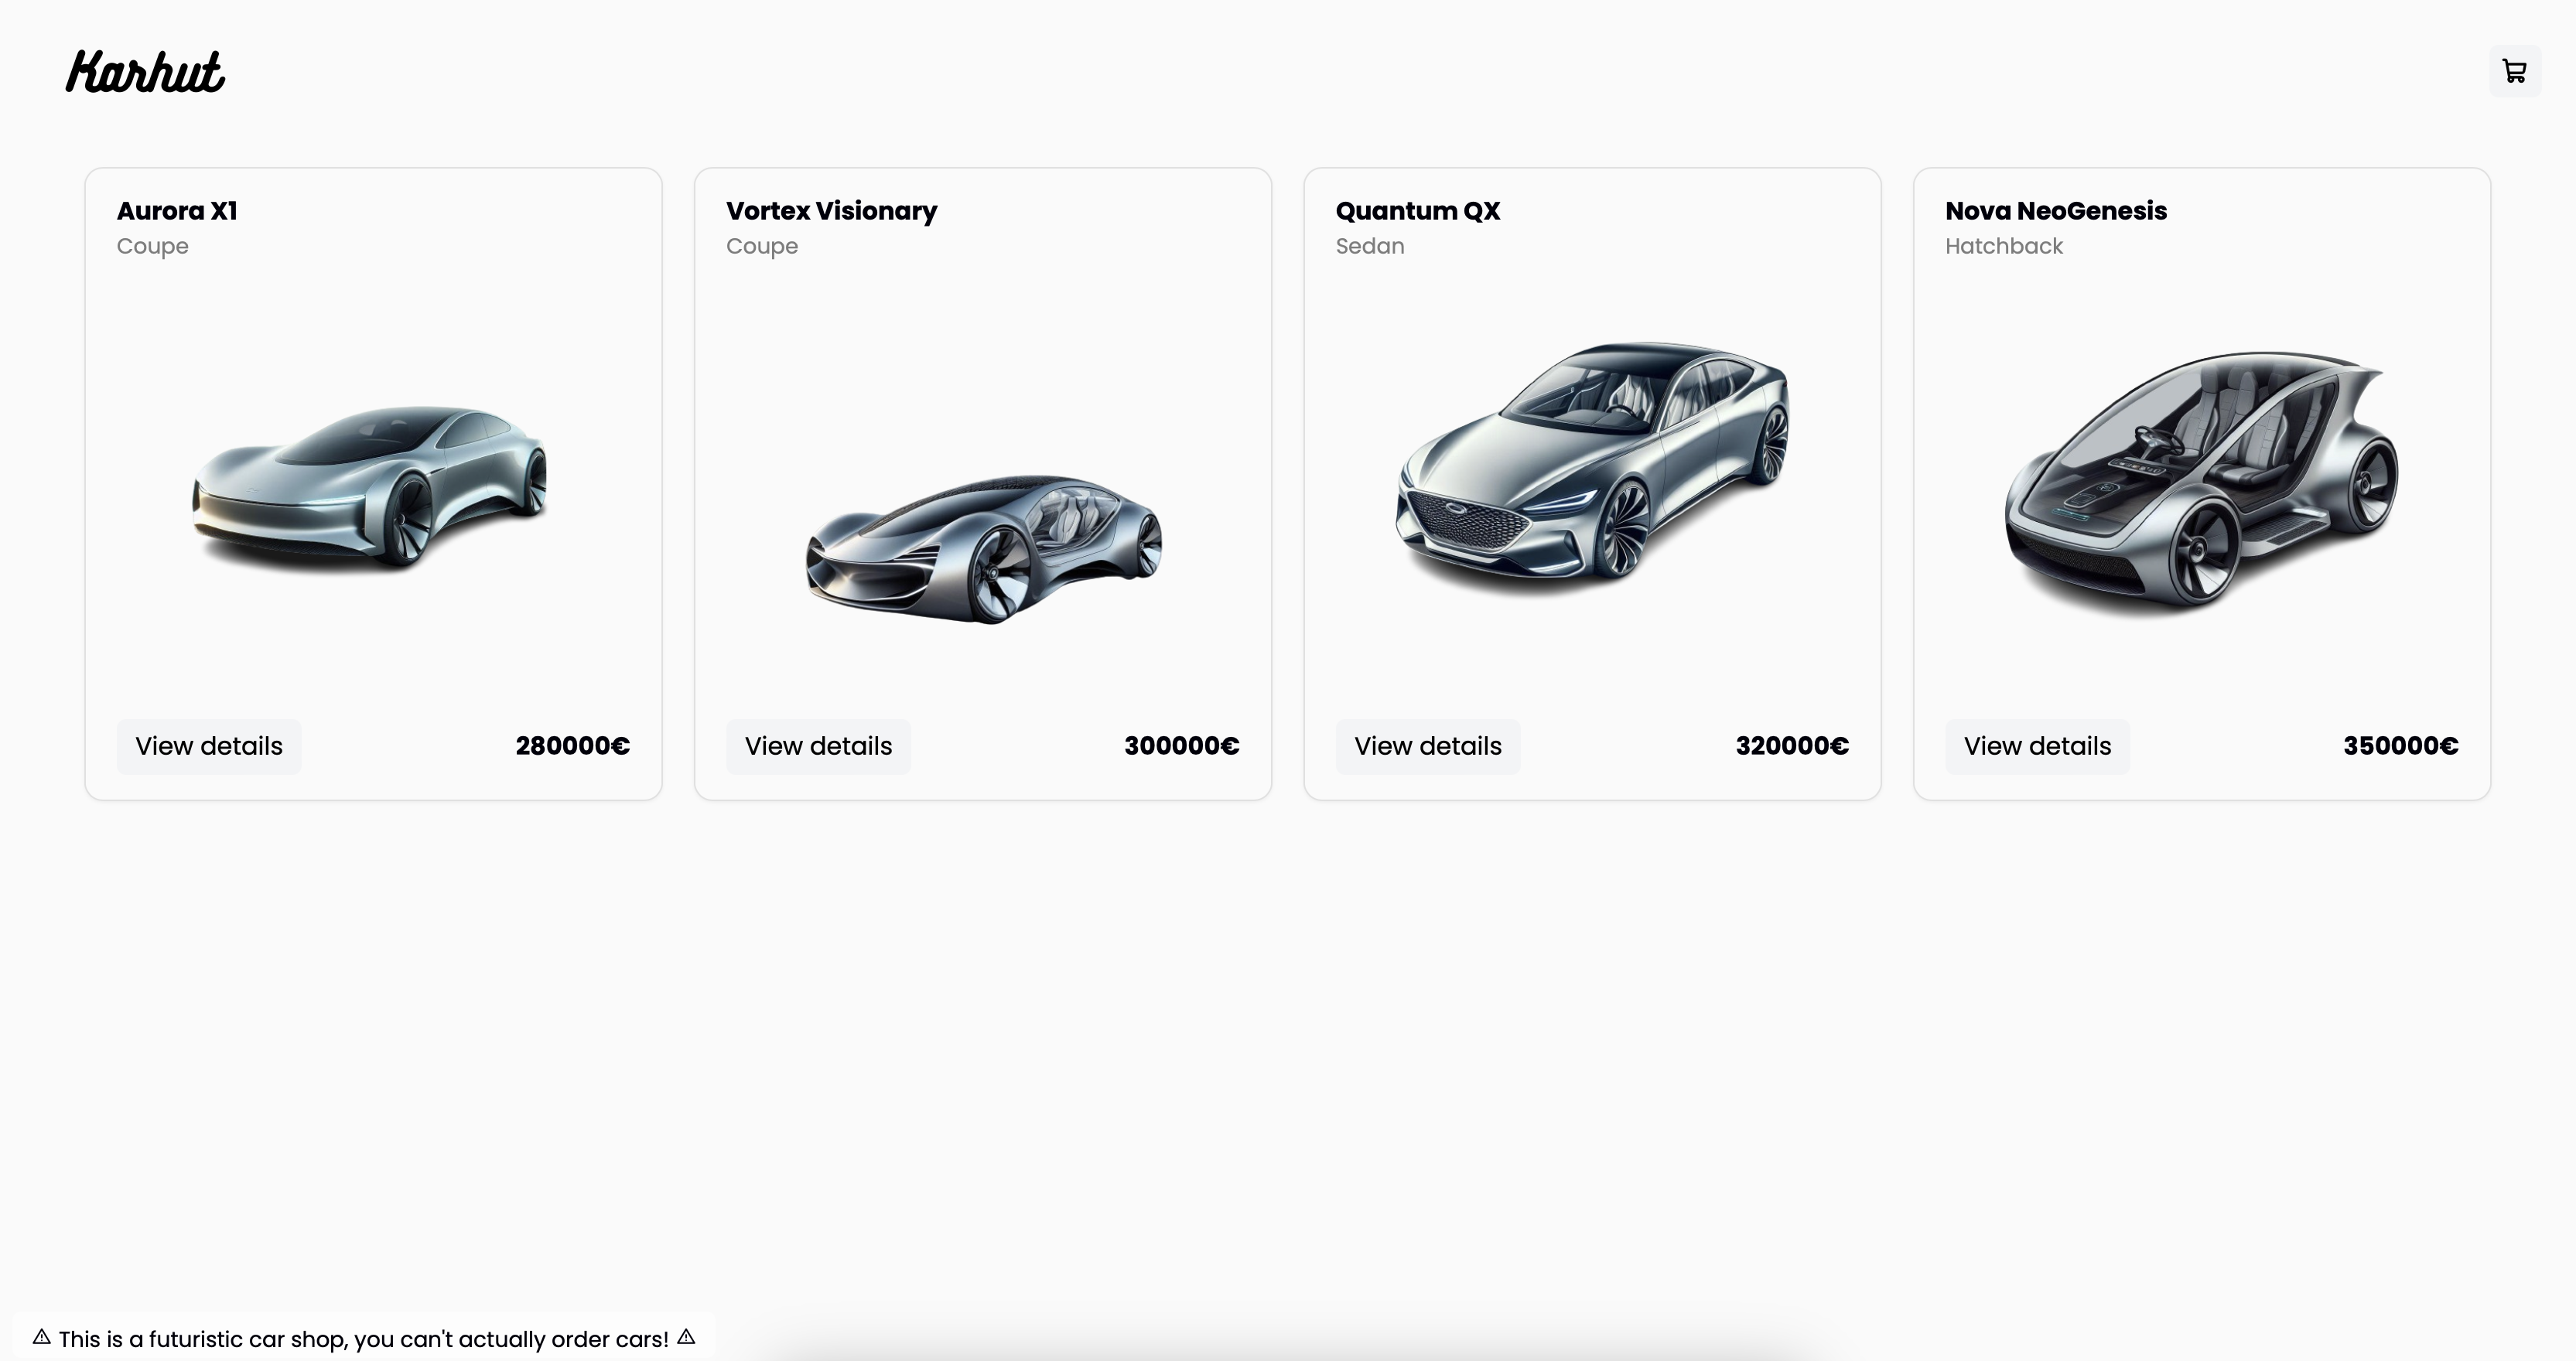 Karhut
Aurora X1
Coupe
View details
280000€
Vortex Visionary
Coupe
View details
300000€
Quantum QX
Sedan
View details
320000€
Nova NeoGenesis
Hatchback
View details
350000€
⚠ This is a futuristic car shop, you can't actually order cars! ⚠